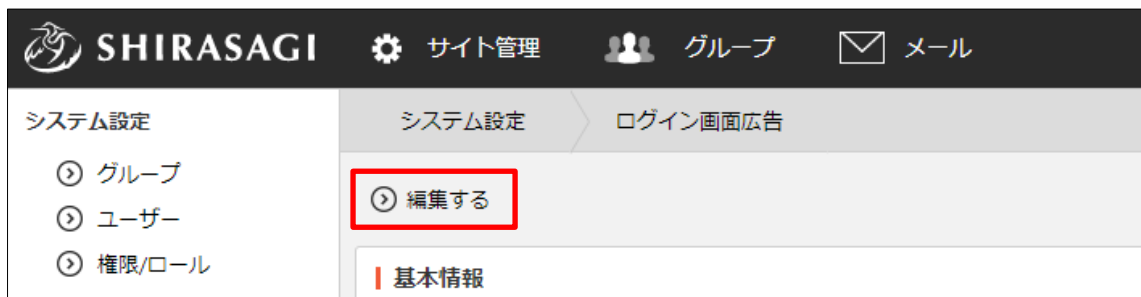 SHIRASAGI サイト管理 グループ メール
システム設定
システム設定 ログイン画面広告
グループ
ユーザー
権限/ロール
編集する
基本情報